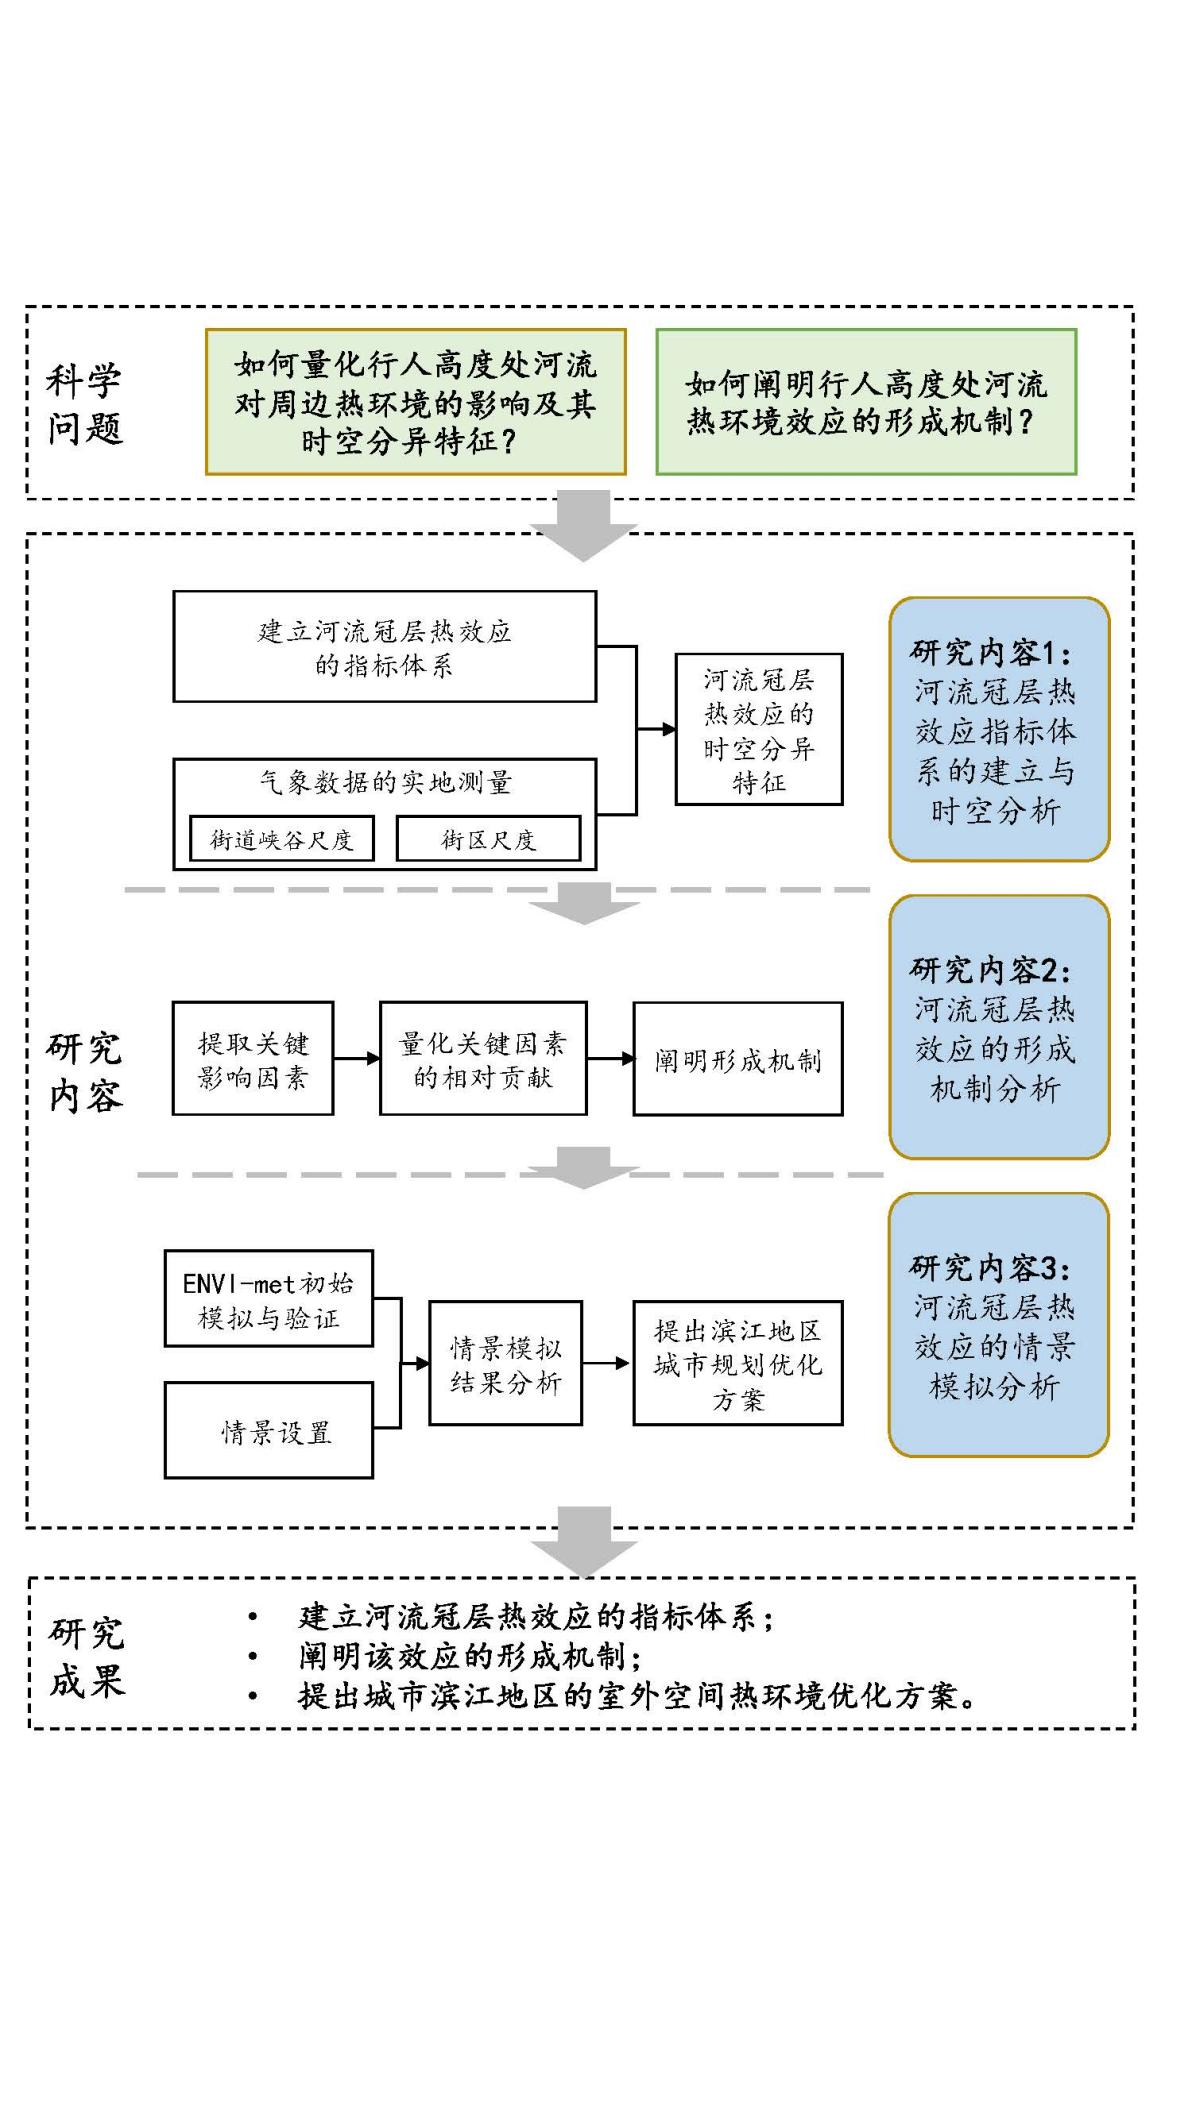 科学
问题
如何量化行人高度处河流
对周边热环境的影响及其
时空分异特征？
如何阐明行人高度处河流
热环境效应的形成机制？
建立河流冠层热效应
的指标体系
气象数据的实地测量
街道峡谷尺度
街区尺度
河流冠层
热效应的
时空分异
特征
研究内容1：
河流冠层热
效应指标体
系的建立与
时空分析
研究
内容
提取关键
影响因素
量化关键因素
的相对贡献
阐明形成机制
研究内容2：
河流冠层热
效应的形成
机制分析
ENVI-met初始
模拟与验证
情景设置
情景模拟
结果分析
提出滨江地区
城市规划优化
方案
研究内容3：
河流冠层热
效应的情景
模拟分析
研究
成果
• 建立河流冠层热效应的指标体系；
• 阐明该效应的形成机制；
• 提出城市滨江地区的室外空间热环境优化方案。